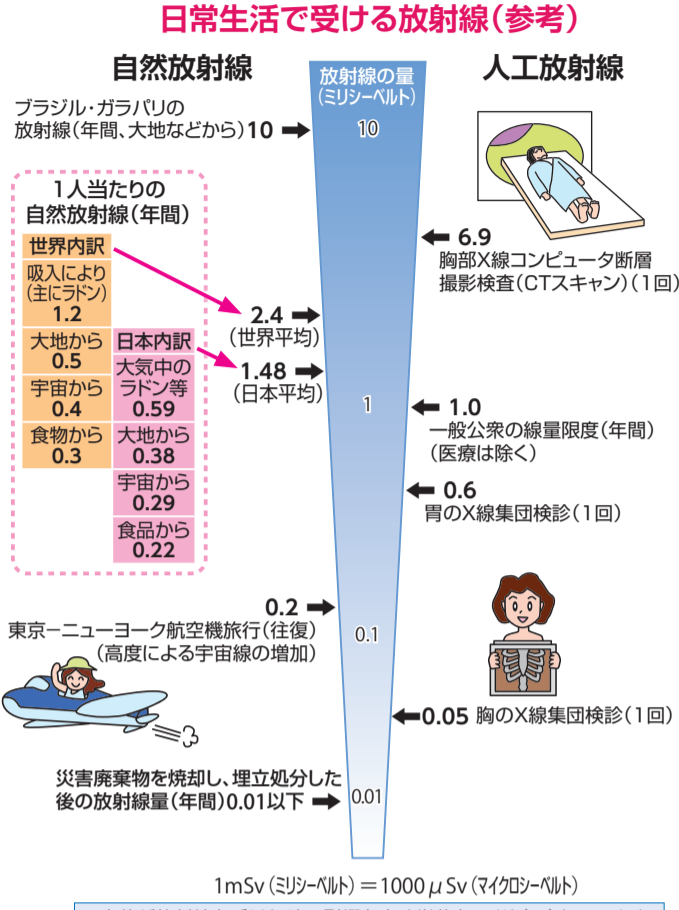 日常生活で受ける放射線（参考）
自然放射線
放射線の量
（ミリシーベルト）
人工放射線
ブラジル・ガラパリの
放射線（年間、大地などから）10
10
1人当たりの
自然放射線（年間）
世界内訳
吸入により
（主にラドン）
1.2
大地から
0.5
宇宙から
0.4
食物から
0.3
日本内訳
大気中の
ラドン等
0.59
大地から
0.38
宇宙から
0.29
食品から
0.22
6.9
胸部X線コンピュータ断層
撮影検査（CTスキャン）（1回）
2.4
（世界平均）
1.48
（日本平均）
1
1.0
一般公衆の線量限度（年間）
（医療は除く）
0.6
胃のX線集団検診（1回）
0.2
東京－ニューヨーク航空機旅行（往復）
（高度による宇宙線の増加）
0.1
0.05 胸のX線集団検診（1回）
災害廃棄物を焼却し、埋立処分した
後の放射線量（年間）0.01以下
0.01
1mSv（ミリシーベルト）＝1000μSv（マイクロシーベルト）